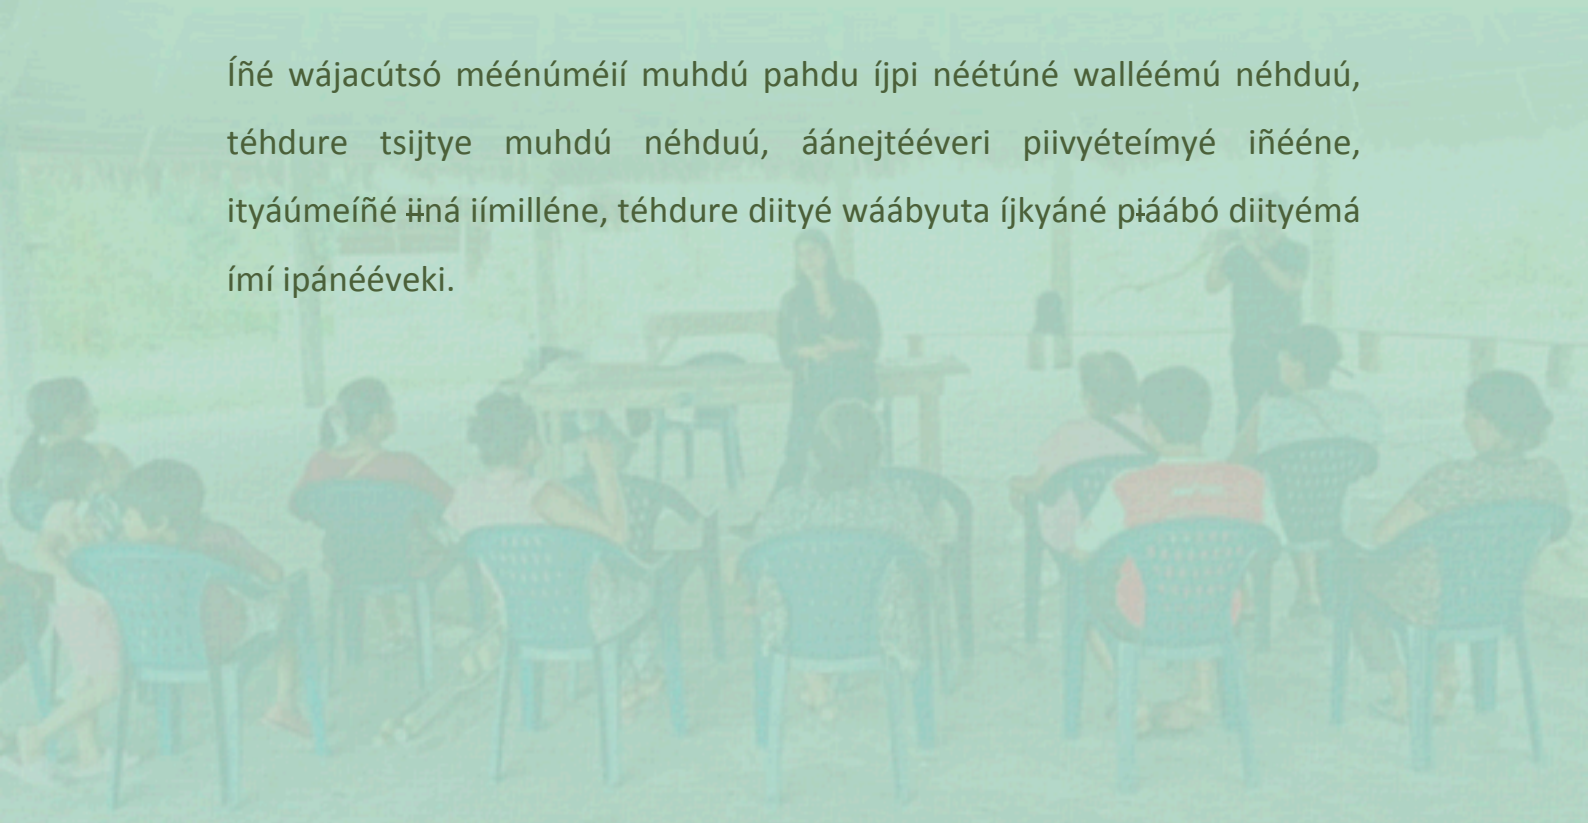 Íñé wájacútsó méénúméií muhdú pahdu íjpi néétúné walléémú néhduú,
téhdure tsijtye muhdú néhduú, áánejtééveri piivyéteímyé iñééne,
ityáúmeíñé ɨɨná iímilléne, téhdure diityé wáábyuta íjkyáné pɨáábó diityémá
ímí ipánééveki.